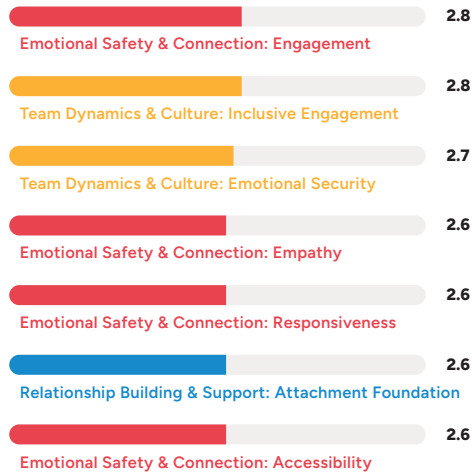 2.8
Emotional Safety & Connection: Engagement
2.8
Team Dynamics & Culture: Inclusive Engagement
2.7
Team Dynamics & Culture: Emotional Security
2.6
Emotional Safety & Connection: Empathy
2.6
Emotional Safety & Connection: Responsiveness
2.6
Relationship Building & Support: Attachment Foundation
2.6
Emotional Safety & Connection: Accessibility